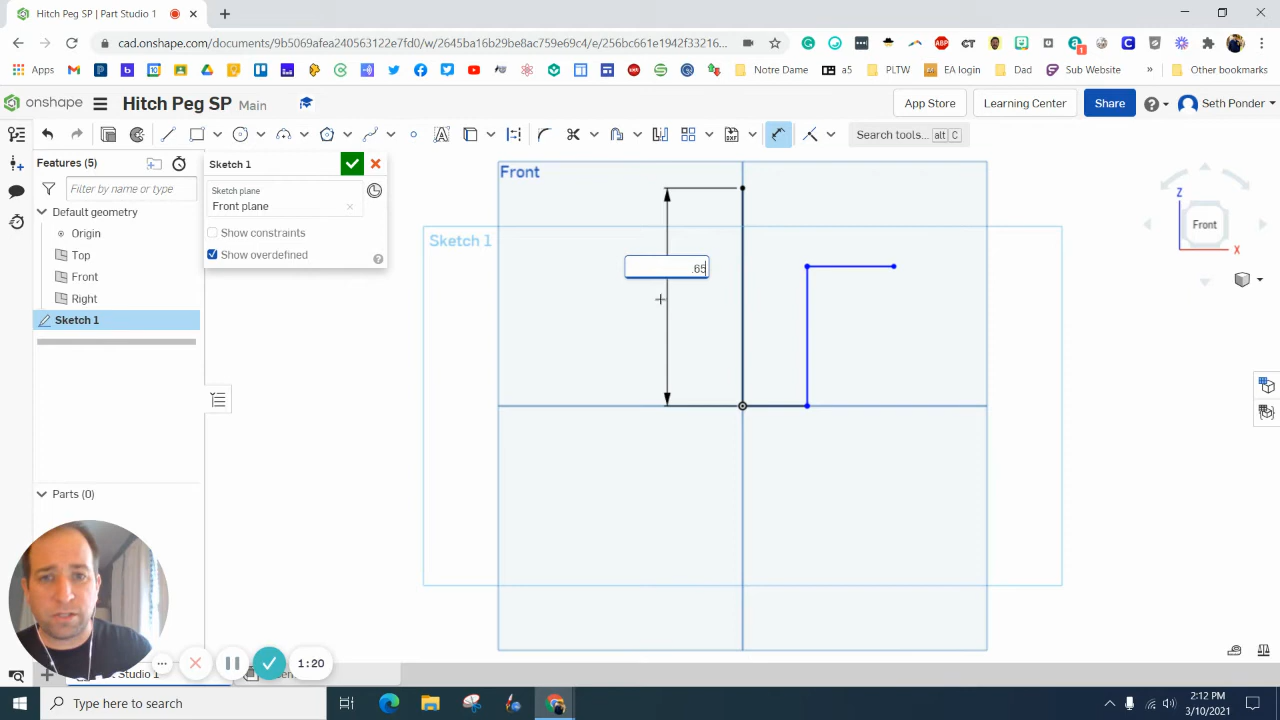 Hitch Peg SP | Part Studio 1
cad.onshape.com/documents/0b5069afea240563222e7fd0/w/2645ba16b29be8ac759e69c4/e/256bc661e1942f33216...
Apps
Notre Dame
a5
PLTW
EA login
Dad
Sub Website
»
Other bookmarks
onshape
Hitch Peg SP
Main
App Store
Learning Center
Share
Seth Ponder
Search tools...
alt
C
Features (5)
Filter by name or type
Default geometry
Origin
Top
Front
Right
Sketch 1
Parts (0)
Sketch 1
Sketch plane
Front plane
Show constraints
Show overdefined
Front
Sketch 1
.65
Z
Front
X
1:20
Type here to search
2:12 PM
3/10/2021